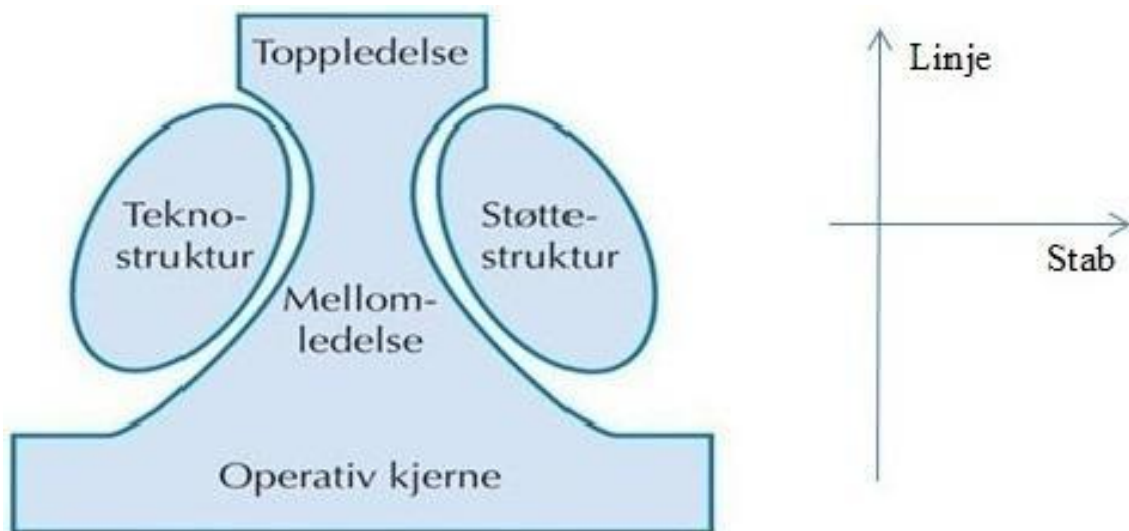 Toppledelse
Tekno-
struktur
Støtte-
struktur
Mellom-
ledelse
Operativ kjerne
Linje
Stab